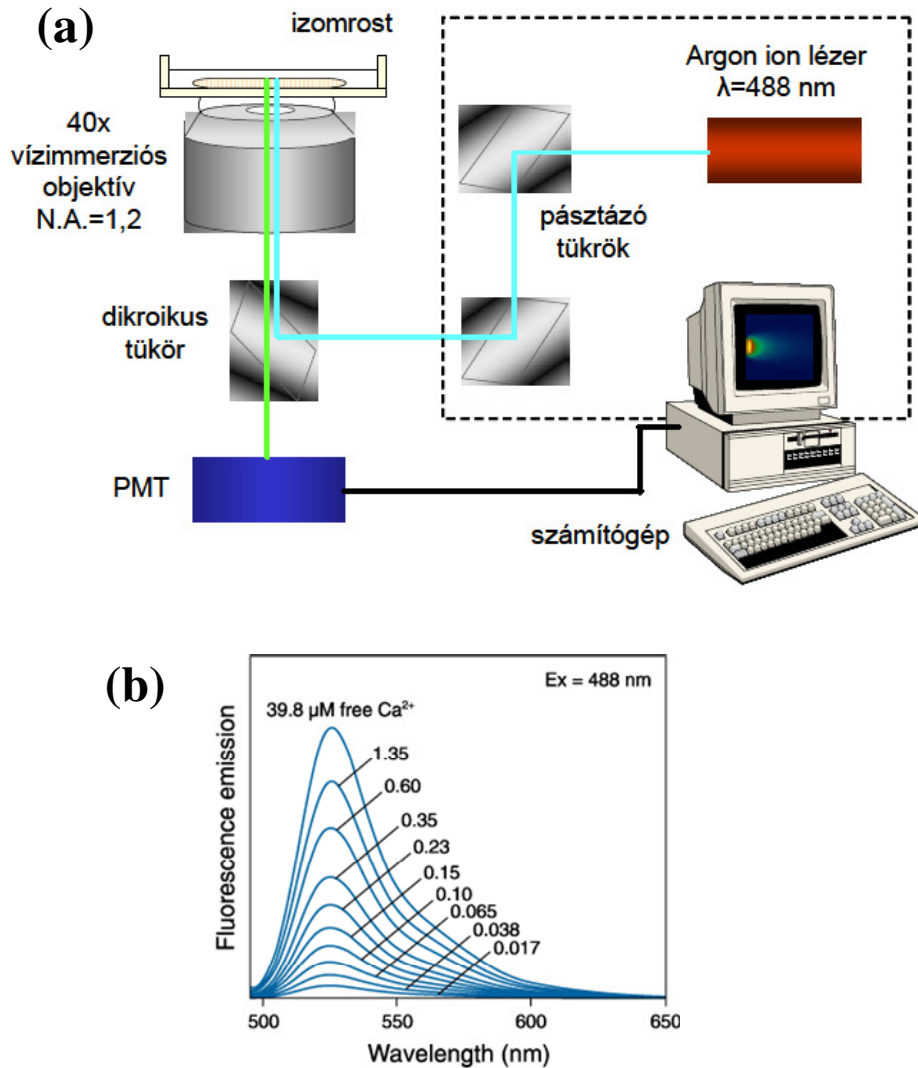 (a)
izomrost
Argon ion lézer
λ=488 nm
40x
vízimmerziós
objektív
N.A.=1,2
pásztázó
tükrök
dikroikus
tükör
PMT
számítógép
(b)
Ex = 488 nm
39.8 µM free Ca²⁺
1.35
0.60
0.35
0.23
0.15
0.10
0.065
0.038
0.017
Fluorescence emission
500
550
600
650
Wavelength (nm)